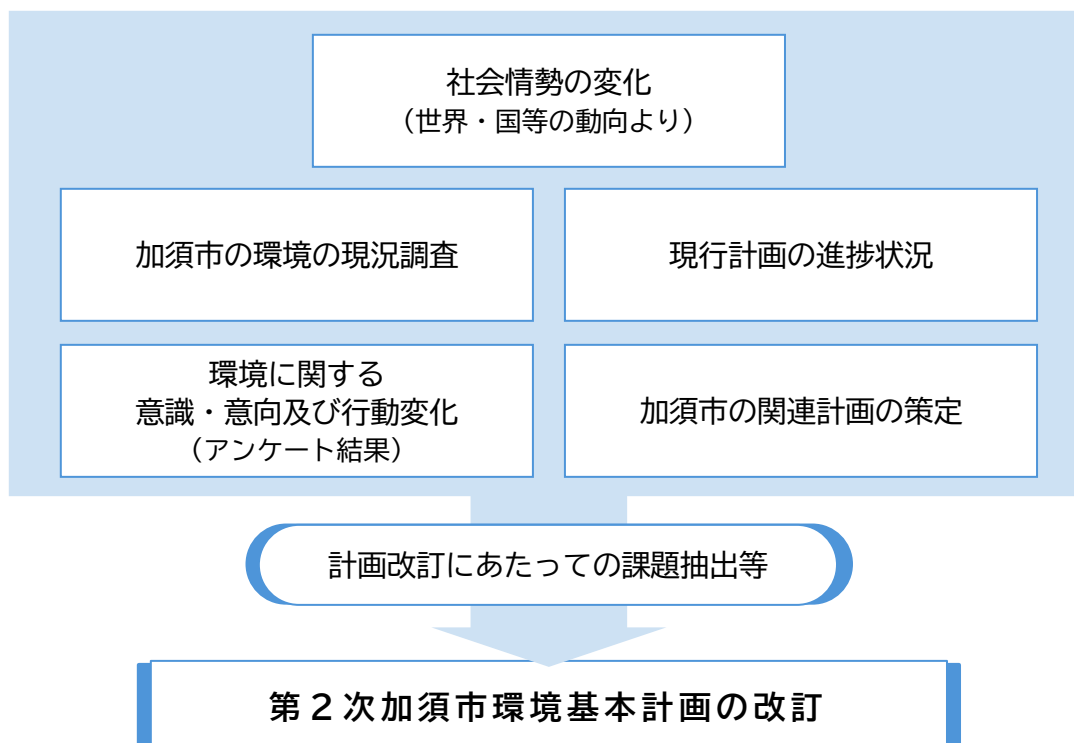 社会情勢の変化
（世界・国等の動向より）
加須市の環境の現況調査
現行計画の進捗状況
環境に関する
意識・意向及び行動変化
（アンケート結果）
加須市の関連計画の策定
計画改訂にあたっての課題抽出等
第２次加須市環境基本計画の改訂